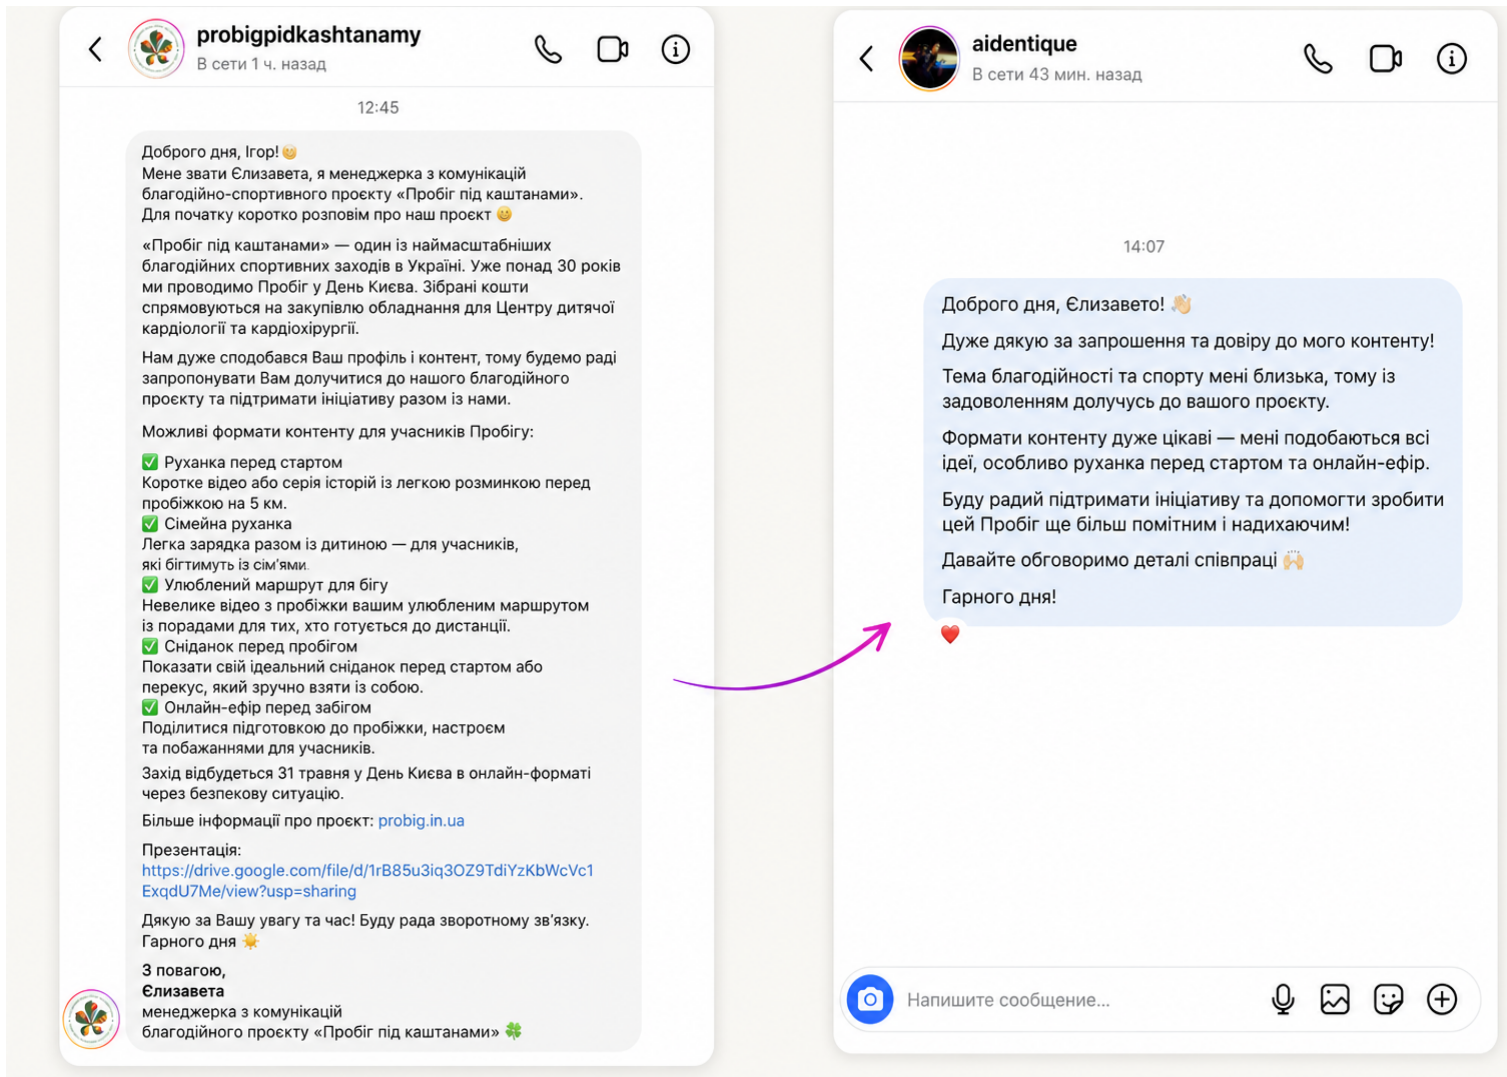 probigpidkashtanamy
В сети 1 ч. назад
12:45
Доброго дня, Ігор!😊
Мене звати Єлизавета, я менеджерка з комунікацій
благодійно-спортивного проєкту «Пробіг під каштанами».
Для початку коротко розповім про наш проєкт 😊
«Пробіг під каштанами» — один із наймасштабніших
благодійних спортивних заходів в Україні. Уже понад 30 років
ми проводимо Пробіг у День Києва. Зібрані кошти
спрямовуються на закупівлю обладнання для Центру дитячої
кардіології та кардіохірургії.
Нам дуже сподобався Ваш профіль і контент, тому будемо раді
запропонувати Вам долучитися до нашого благодійного
проєкту та підтримати ініціативу разом із нами.
Можливі формати контенту для учасників Пробігу:
✅ Руханка перед стартом
Коротке відео або серія історій із легкою розминкою перед
пробіжкою на 5 км.
✅ Сімейна руханка
Легка зарядка разом із дитиною — для учасників,
які бігтимуть із сім'ями.
✅ Улюблений маршрут для бігу
Невелике відео з пробіжки вашим улюбленим маршрутом
із порадами для тих, хто готується до дистанції.
✅ Сніданок перед пробігом
Показати свій ідеальний сніданок перед стартом або
перекус, який зручно взяти із собою.
✅ Онлайн-ефір перед забігом
Поділитися підготовкою до пробіжки, настроєм
та побажаннями для учасників.
Захід відбудеться 31 травня у День Києва в онлайн-форматі
через безпекову ситуацію.
Більше інформації про проєкт: probig.in.ua
Презентація:
https://drive.google.com/file/d/1rB85u3iq3OZ9TdiYzKbWcVc1
ExqdU7Me/view?usp=sharing
Дякую за Вашу увагу та час! Буду рада зворотному зв'язку.
Гарного дня ☀️
З повагою,
Єлизавета
менеджерка з комунікацій
благодійного проєкту «Пробіг під каштанами» 🍀
aidentique
В сети 43 мин. назад
14:07
Доброго дня, Єлизавето! 👋🏻
Дуже дякую за запрошення та довіру до мого контенту!
Тема благодійності та спорту мені близька, тому із
задоволенням долучусь до вашого проєкту.
Формати контенту дуже цікаві — мені подобаються всі
ідеї, особливо руханка перед стартом та онлайн-ефір.
Буду радий підтримати ініціативу та допомогти зробити
цей Пробіг ще більш помітним і надихаючим!
Давайте обговоримо деталі співпраці 🙌🏻
Гарного дня!
❤️
Напишите сообщение...